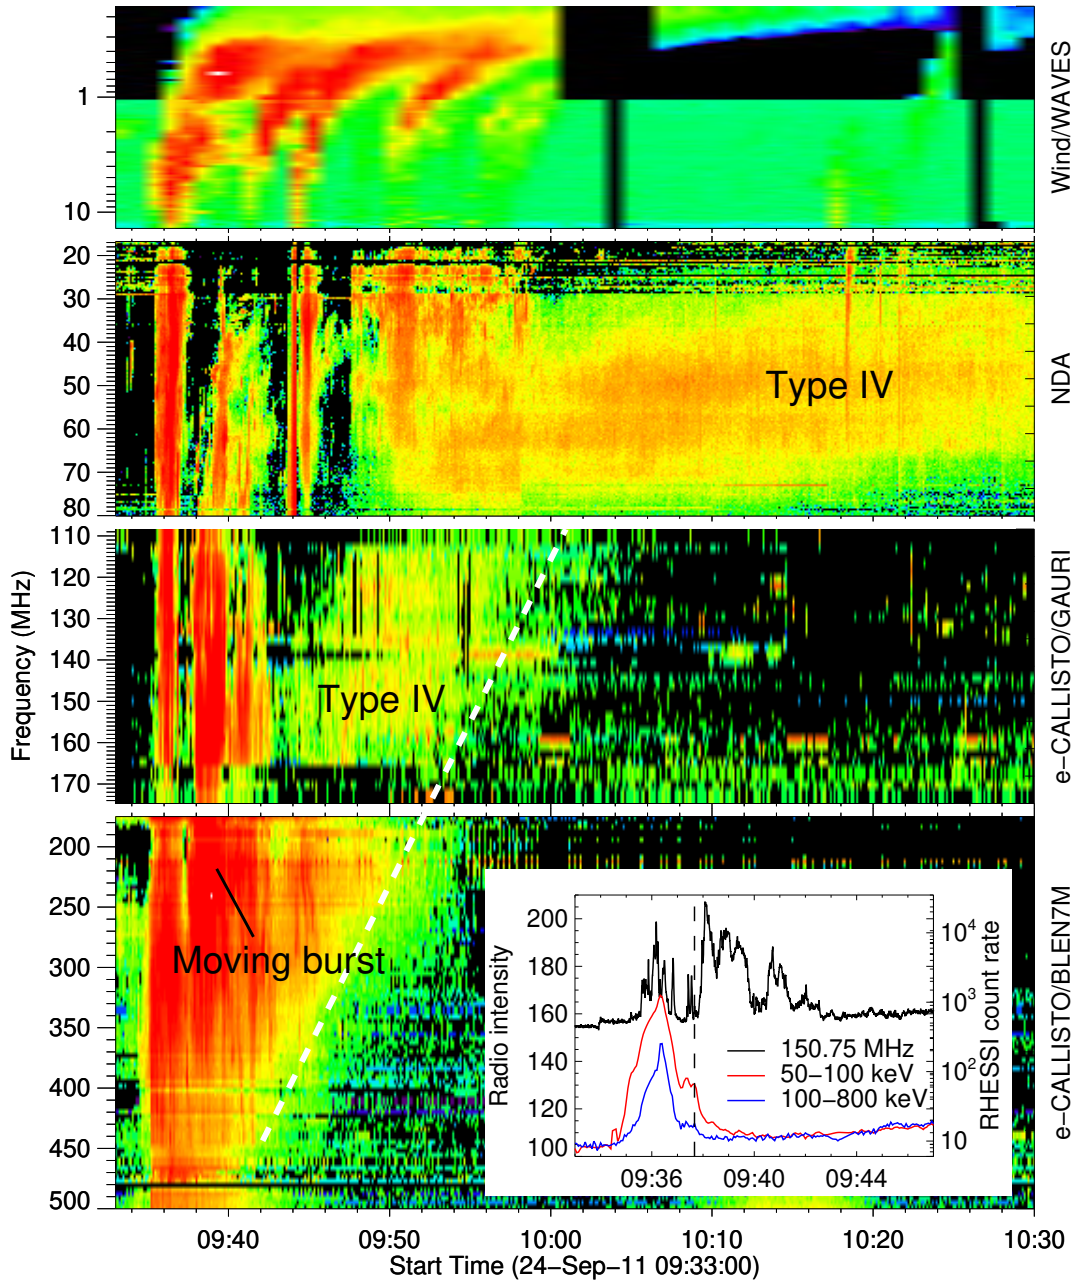 1
10
Wind/WAVES
20
30
40
50
60
70
80
Type IV
NDA
110
120
130
140
150
160
170
Type IV
e−CALLISTO/GAURI
Frequency (MHz)
200
250
300
350
400
450
500
Moving burst
e−CALLISTO/BLEN7M
200
180
160
140
120
100
Radio intensity
10⁴
10³
10²
10
RHESSI count rate
150.75 MHz
50−100 keV
100−800 keV
09:36 09:40 09:44
09:40 09:50 10:00 10:10 10:20 10:30
Start Time (24−Sep−11 09:33:00)